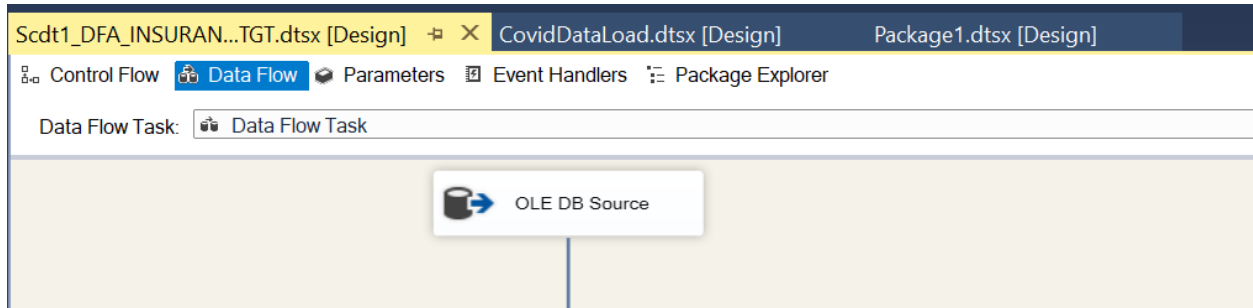 Scdt1_DFA_INSURAN...TGT.dtsx [Design] CovidDataLoad.dtsx [Design] Package1.dtsx [Design]
Control Flow Data Flow Parameters Event Handlers Package Explorer
Data Flow Task: Data Flow Task
OLE DB Source